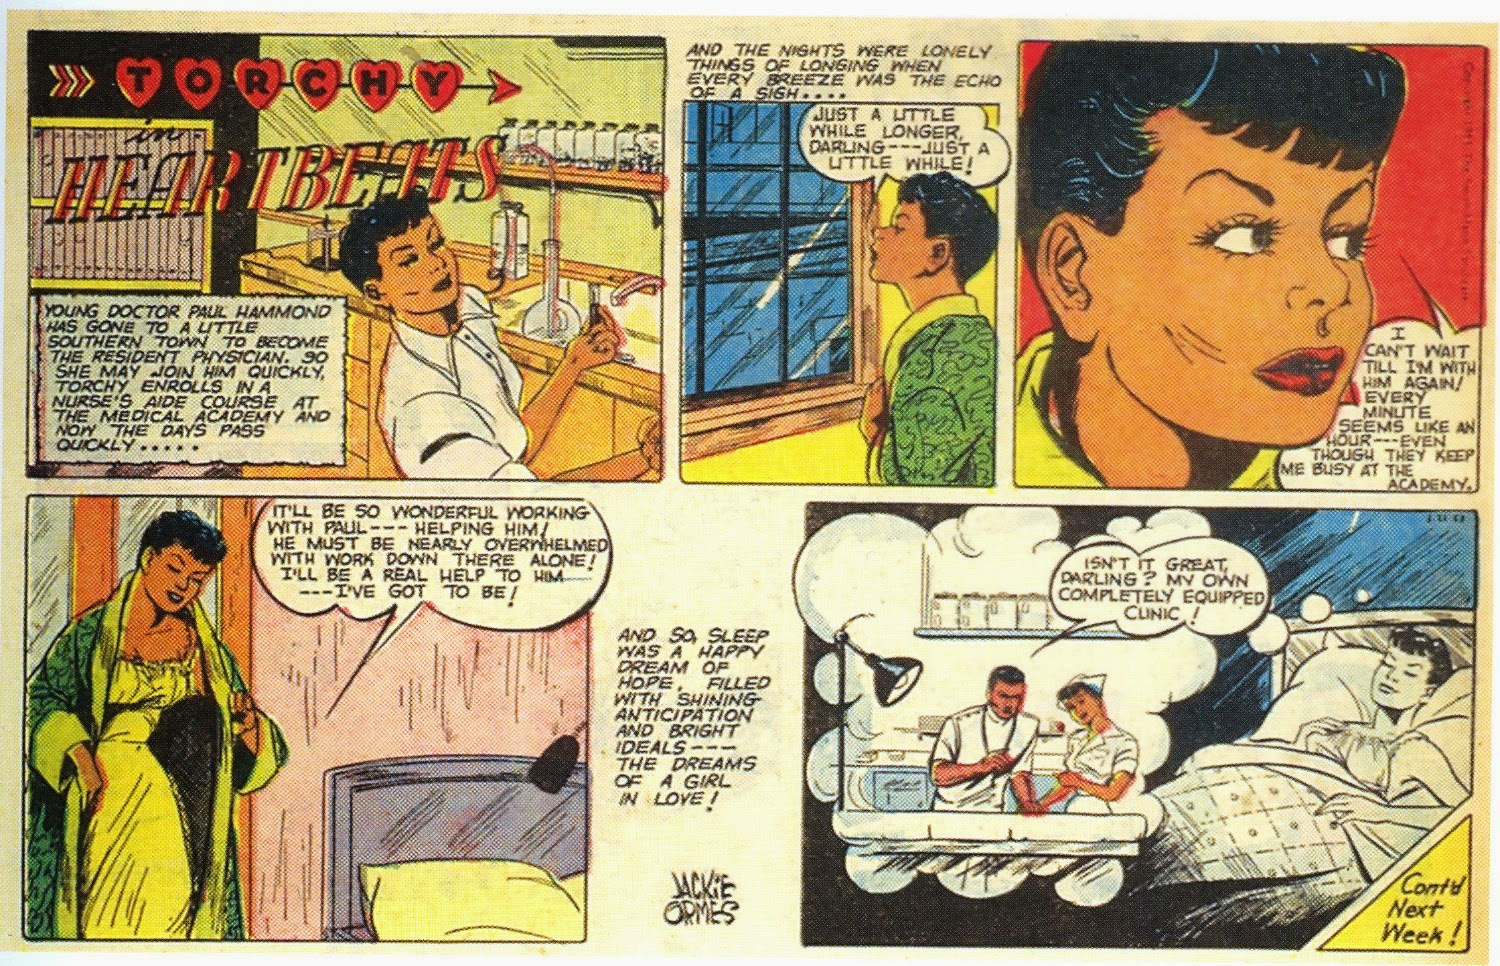 TORCHY
in
HEARTBEATS
YOUNG DOCTOR PAUL HAMMOND
HAS GONE TO A LITTLE
SOUTHERN TOWN TO BECOME
THE RESIDENT PHYSICIAN. SO
SHE MAY JOIN HIM QUICKLY,
TORCHY ENROLLS IN A
NURSE'S AIDE COURSE AT
THE MEDICAL ACADEMY AND
NOW THE DAYS PASS
QUICKLY.....
AND THE NIGHTS WERE LONELY
THINGS OF LONGING WHEN
EVERY BREEZE WAS THE ECHO
OF A SIGH....
JUST A LITTLE
WHILE LONGER,
DARLING---JUST A
LITTLE WHILE!
I
CAN'T WAIT
TILL I'M WITH
HIM AGAIN!
EVERY
MINUTE
SEEMS LIKE AN
HOUR---EVEN
THOUGH THEY KEEP
ME BUSY AT THE
ACADEMY.
IT'LL BE SO WONDERFUL WORKING
WITH PAUL---HELPING HIM!
HE MUST BE NEARLY OVERWHELMED
WITH WORK DOWN THERE ALONE!
I'LL BE A REAL HELP TO HIM
---I'VE GOT TO BE!
AND SO, SLEEP
WAS A HAPPY
DREAM OF
HOPE, FILLED
WITH SHINING
ANTICIPATION
AND BRIGHT
IDEALS---
THE DREAMS
OF A GIRL
IN LOVE!
JACKIE
ORMES
ISN'T IT GREAT,
DARLING? MY OWN
COMPLETELY EQUIPPED
CLINIC!
Cont'd
Next
Week!